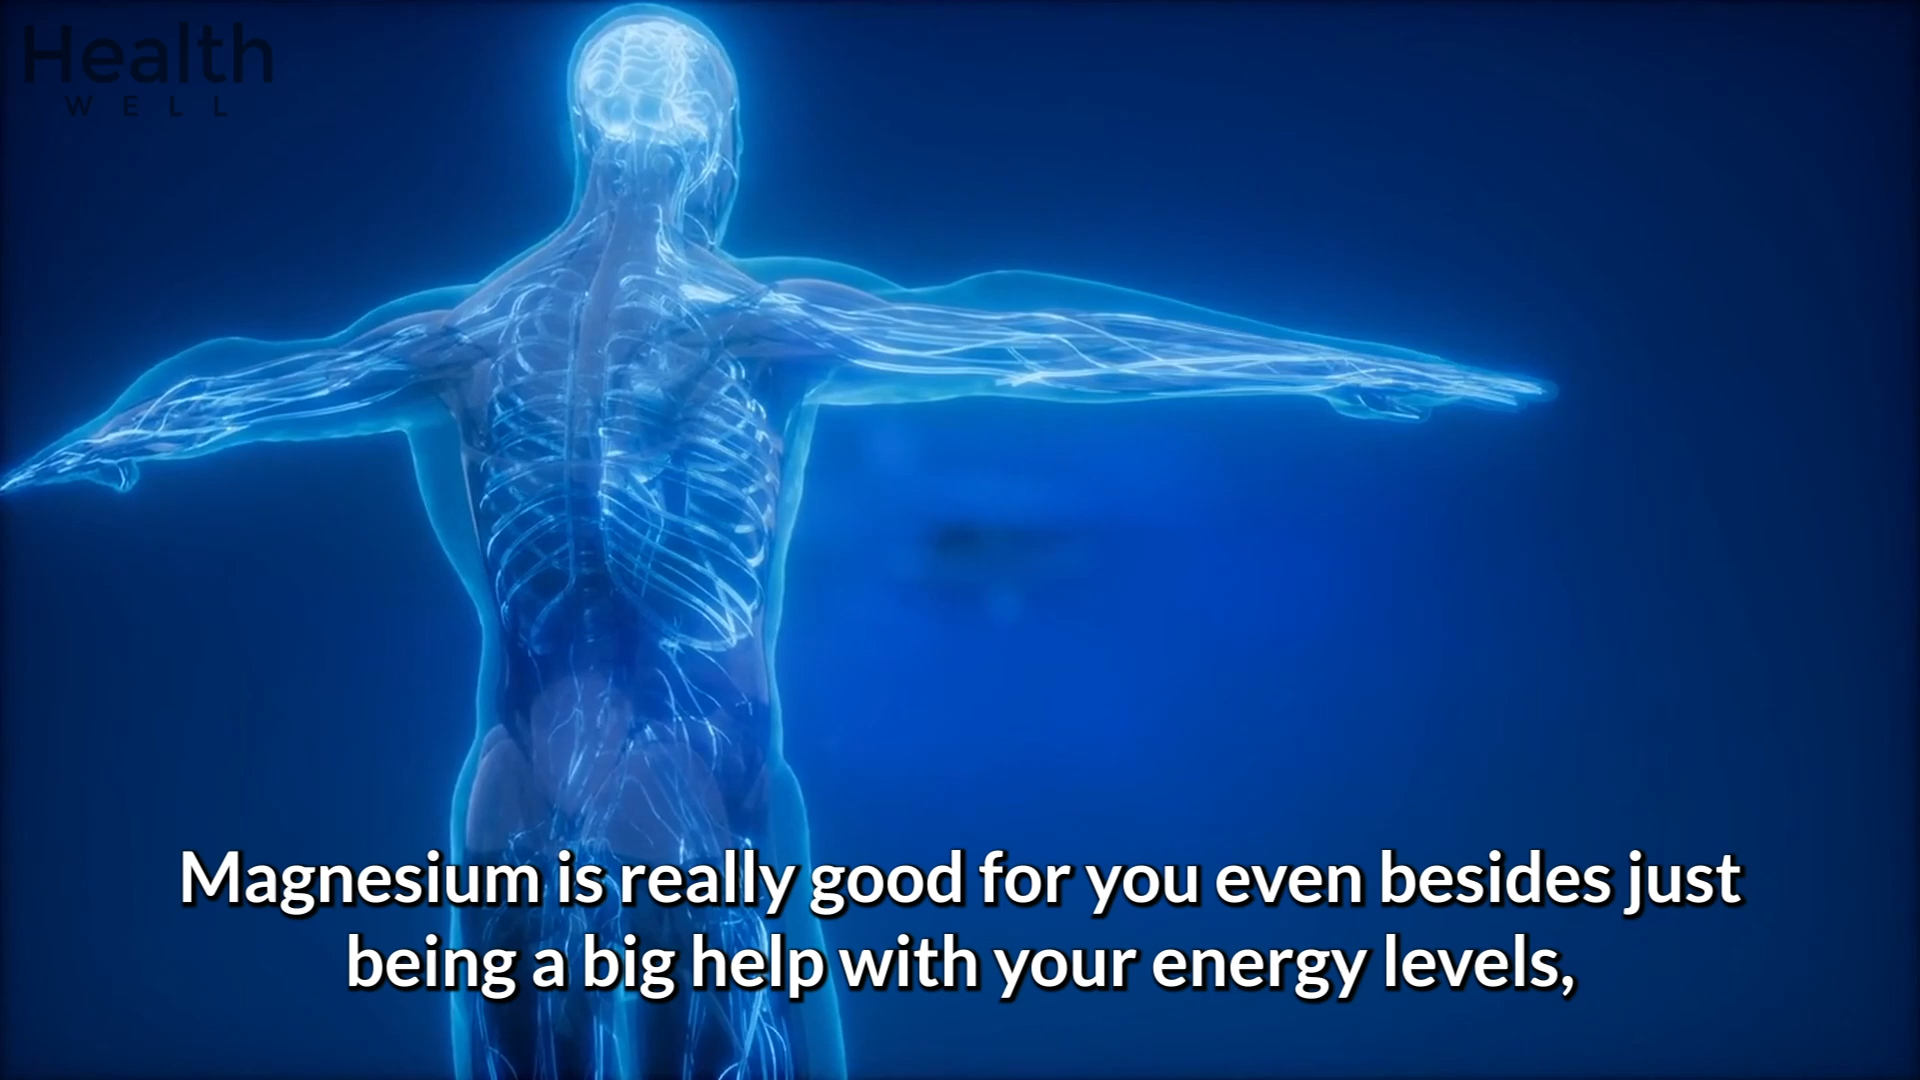 Health
WELL
Magnesium is really good for you even besides just
being a big help with your energy levels,